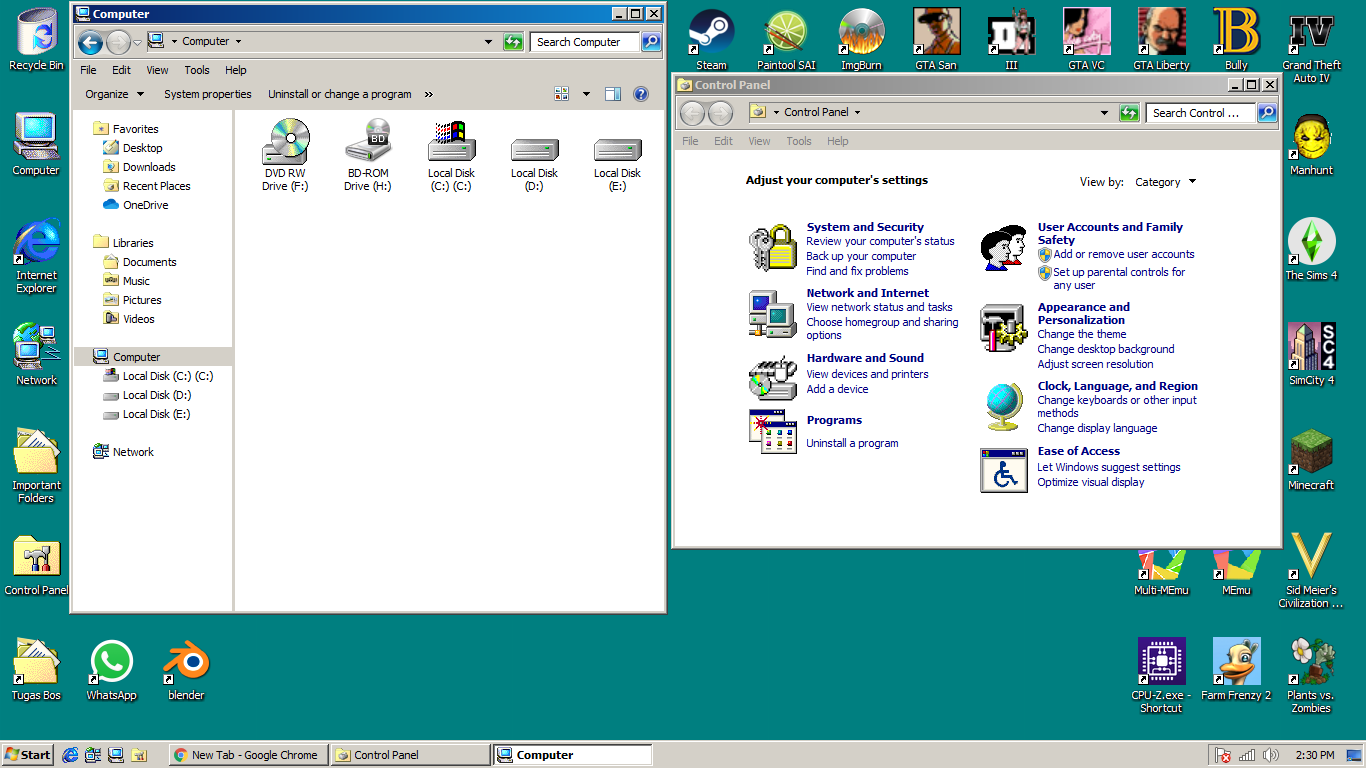 Recycle Bin
Computer
Internet
Explorer
Network
Important
Folders
Control Panel
Tugas Bos
WhatsApp
blender
Computer
Computer
Search Computer
File Edit View Tools Help
Organize System properties Uninstall or change a program »
Favorites
Desktop
Downloads
Recent Places
OneDrive
Libraries
Documents
Music
Pictures
Videos
Computer
Local Disk (C:) (C:)
Local Disk (D:)
Local Disk (E:)
Network
DVD RW
Drive (F:)
BD
BD-ROM
Drive (H:)
Local Disk
(C:) (C:)
Local Disk
(D:)
Local Disk
(E:)
Steam
Paintool SAI
ImgBurn
GTA San
III
GTA VC
GTA Liberty
B
Bully
IV
Grand Theft
Auto IV
Control Panel
Control Panel
Search Control ...
File Edit View Tools Help
Adjust your computer's settings
View by: Category
System and Security
Review your computer's status
Back up your computer
Find and fix problems
Network and Internet
View network status and tasks
Choose homegroup and sharing
options
Hardware and Sound
View devices and printers
Add a device
Programs
Uninstall a program
User Accounts and Family
Safety
Add or remove user accounts
Set up parental controls for
any user
Appearance and
Personalization
Change the theme
Change desktop background
Adjust screen resolution
Clock, Language, and Region
Change keyboards or other input
methods
Change display language
Ease of Access
Let Windows suggest settings
Optimize visual display
Manhunt
The Sims 4
SC4
SimCity 4
Minecraft
Multi-MEmu
MEmu
Sid Meier's
Civilization ...
CPU-Z.exe -
Shortcut
Farm Frenzy 2
Plants vs.
Zombies
Start
New Tab - Google Chrome
Control Panel
Computer
2:30 PM